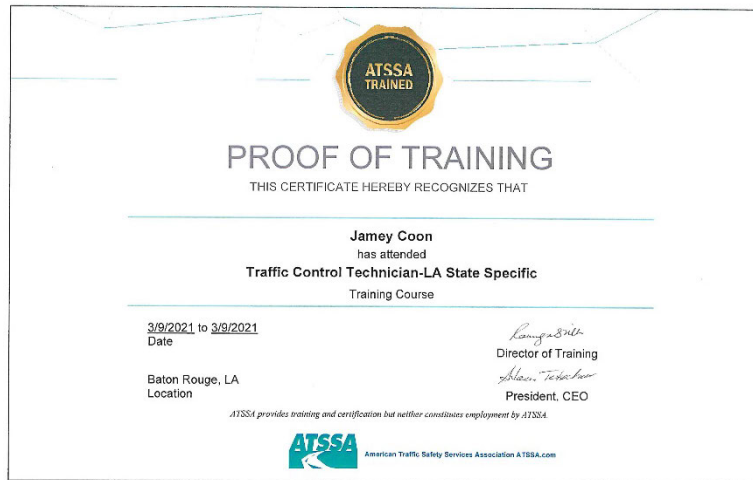 ATSSA
TRAINED
PROOF OF TRAINING
THIS CERTIFICATE HEREBY RECOGNIZES THAT
Jamey Coon
has attended
Traffic Control Technician-LA State Specific
Training Course
3/9/2021 to 3/9/2021
Date
Director of Training
Baton Rouge, LA
Location
President, CEO
ATSSA provides training and certification but neither constitutes employment by ATSSA.
ATSSA
American Traffic Safety Services Association ATSSA.com